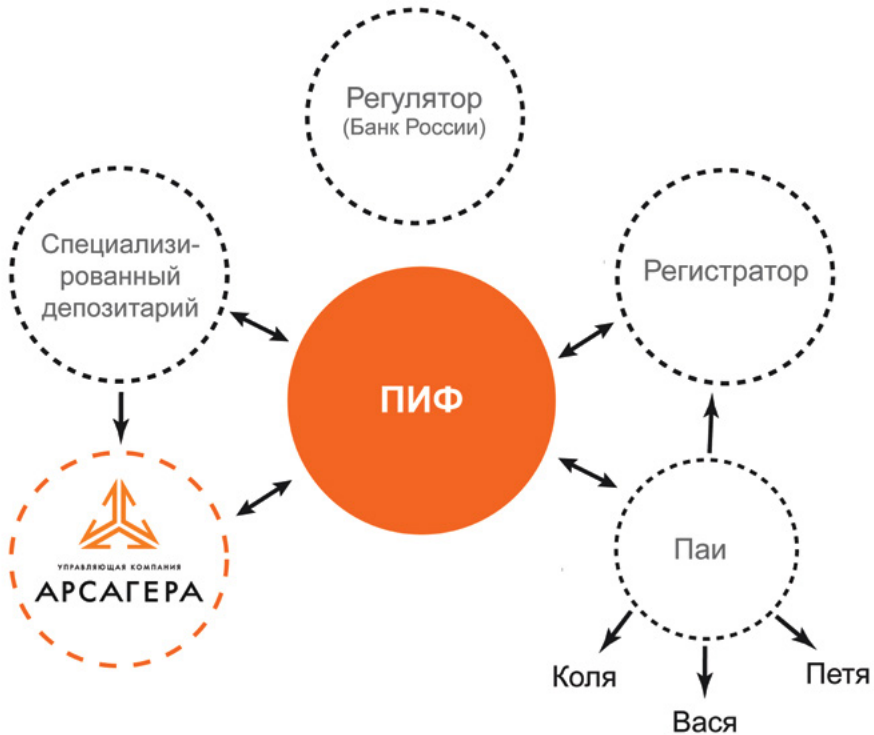 Регулятор
(Банк России)
Специализи-
рованный
депозитарий
Регистратор
ПИФ
УПРАВЛЯЮЩАЯ КОМПАНИЯ
АРСАГЕРА
Паи
Коля
Вася
Петя